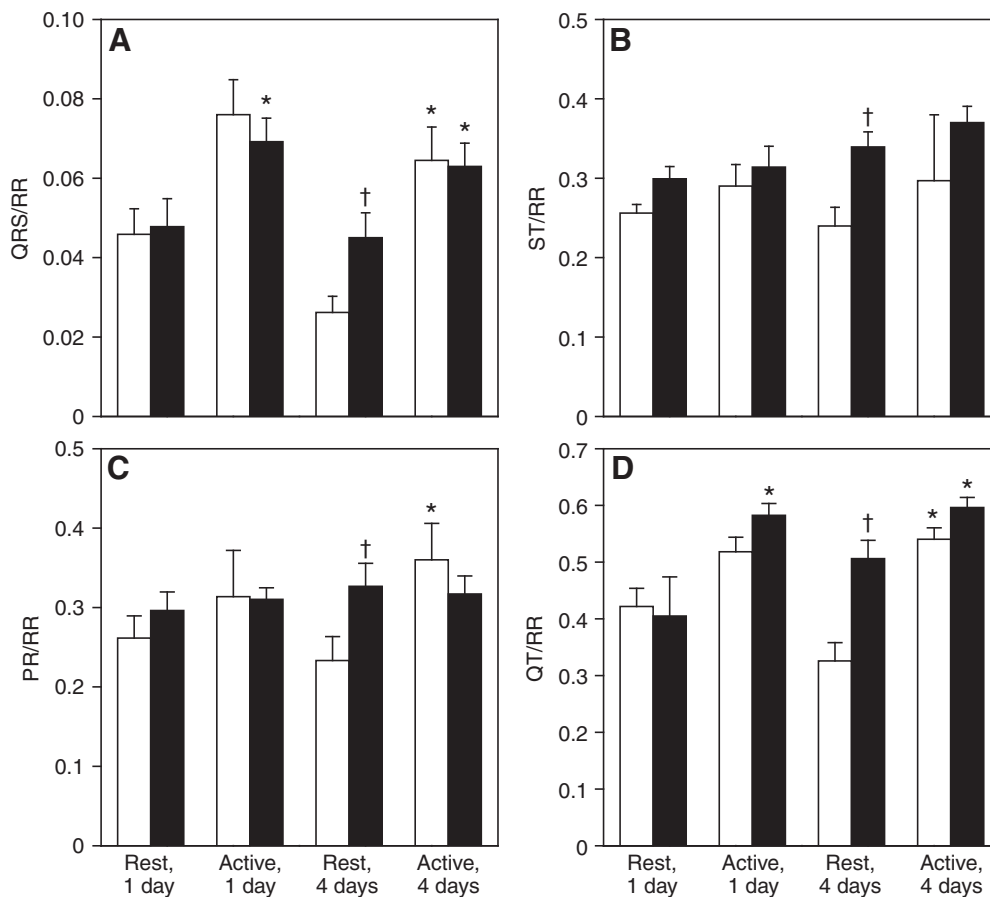 A
QRS/RR
0.10
0.08
0.06
0.04
0.02
0
*
*
*
†
B
ST/RR
0.5
0.4
0.3
0.2
0.1
0
†
C
PR/RR
0.5
0.4
0.3
0.2
0.1
0
†
*
Rest,
1 day
Active,
1 day
Rest,
4 days
Active,
4 days
D
QT/RR
0.7
0.6
0.5
0.4
0.3
0.2
0.1
0
*
†
*
*
Rest,
1 day
Active,
1 day
Rest,
4 days
Active,
4 days